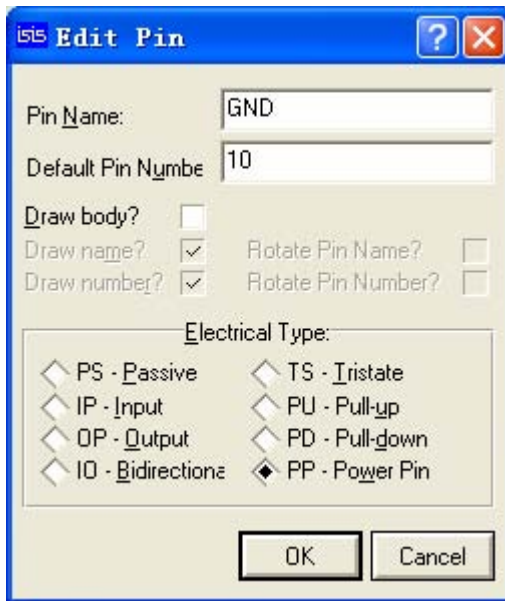 isis Edit Pin
Pin Name: GND
Default Pin Numbe 10
Draw body?
Draw name? Rotate Pin Name?
Draw number? Rotate Pin Number?
Electrical Type:
PS - Passive TS - Tristate
IP - Input PU - Pull-up
OP - Output PD - Pull-down
IO - Bidirectiona PP - Power Pin
OK Cancel